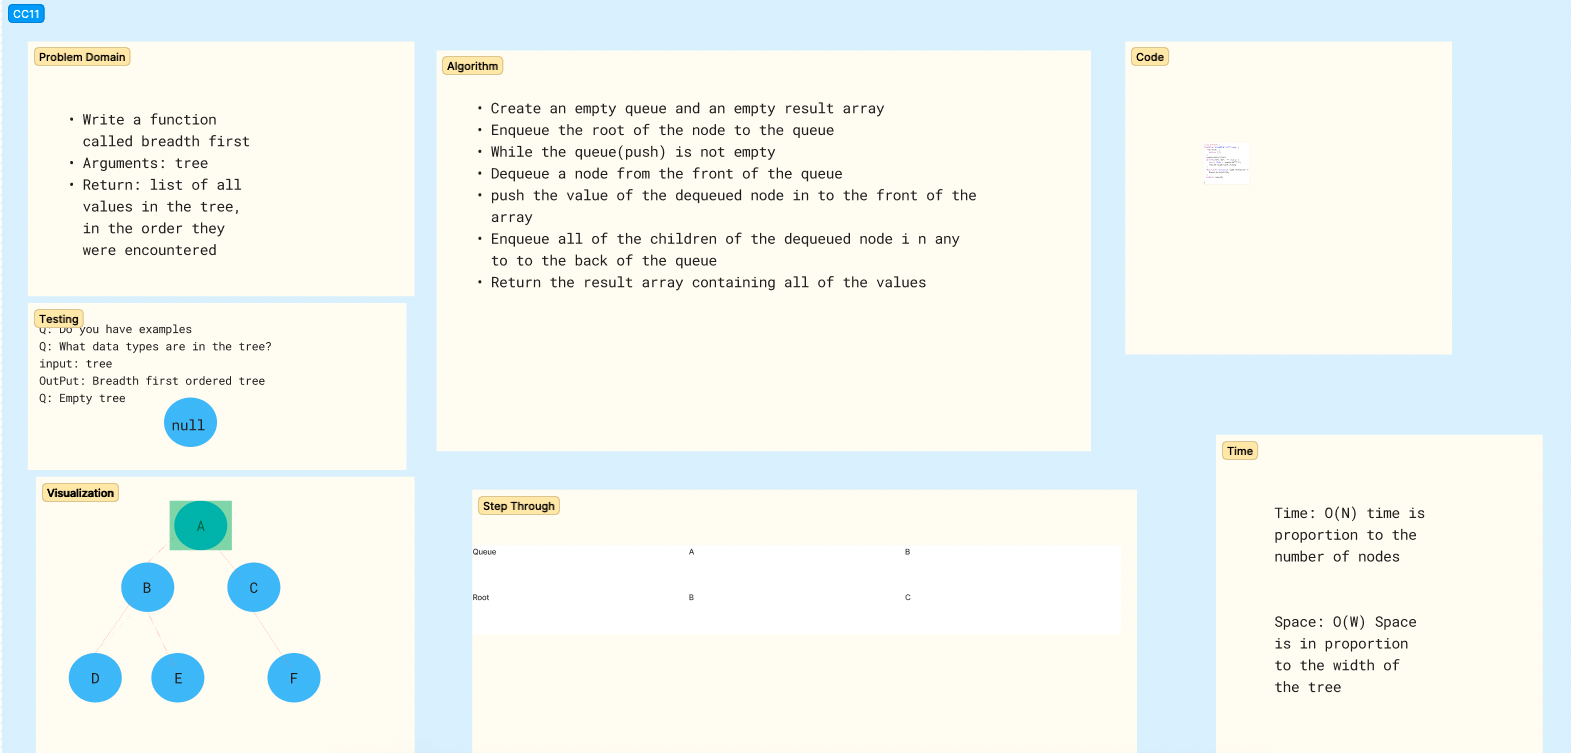 CC11
Problem Domain
• Write a function
called breadth first
• Arguments: tree
• Return: list of all
values in the tree,
in the order they
were encountered
Testing
Q: Do you have examples
Q: What data types are in the tree?
input: tree
OutPut: Breadth first ordered tree
Q: Empty tree
null
Visualization
A
B
C
D
E
F
Algorithm
• Create an empty queue and an empty result array
• Enqueue the root of the node to the queue
• While the queue(push) is not empty
• Dequeue a node from the front of the queue
• push the value of the dequeued node in to the front of the
array
• Enqueue all of the children of the dequeued node i n any
to to the back of the queue
• Return the result array containing all of the values
Step Through
Queue A B
Root B C
Code
Time
Time: O(N) time is
proportion to the
number of nodes
Space: O(W) Space
is in proportion
to the width of
the tree